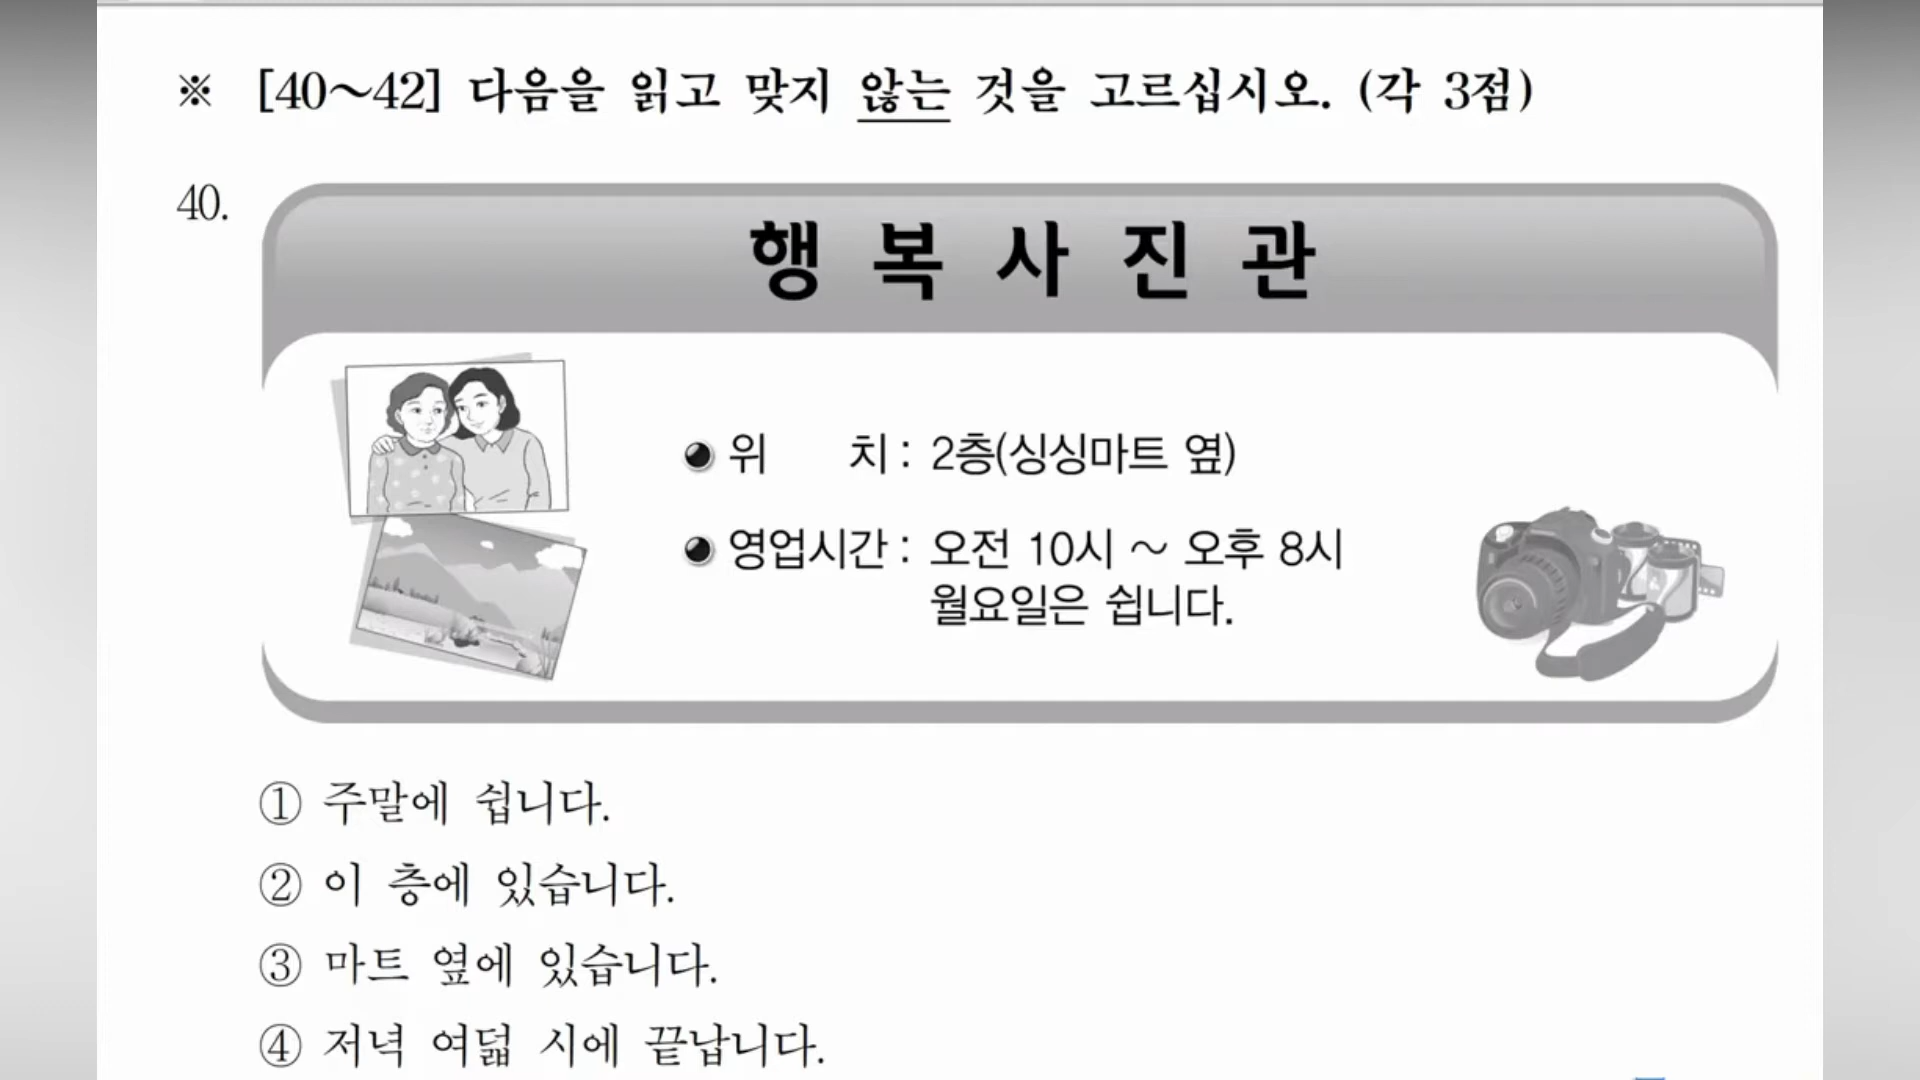 ※ [40~42] 다음을 읽고 맞지 않는 것을 고르십시오. (각 3점)
40.
행 복 사 진 관
위 치 : 2층(싱싱마트 옆)
영업시간 : 오전 10시 ~ 오후 8시
월요일은 쉽니다.
① 주말에 쉽니다.
② 이 층에 있습니다.
③ 마트 옆에 있습니다.
④ 저녁 여덟 시에 끝납니다.